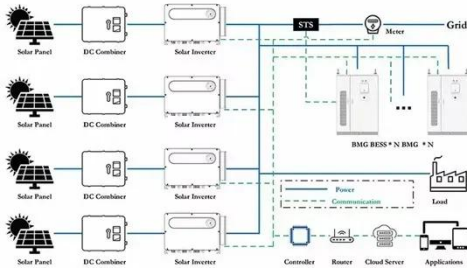 STS
Meter
Grid
Solar Panel DC Combiner Solar Inverter
Solar Panel DC Combiner Solar Inverter
BMG BESS * N BMG * N
Solar Panel DC Combiner Solar Inverter
Power
Communication
Load
Solar Panel DC Combiner Solar Inverter
Controller Router Cloud Server Applications